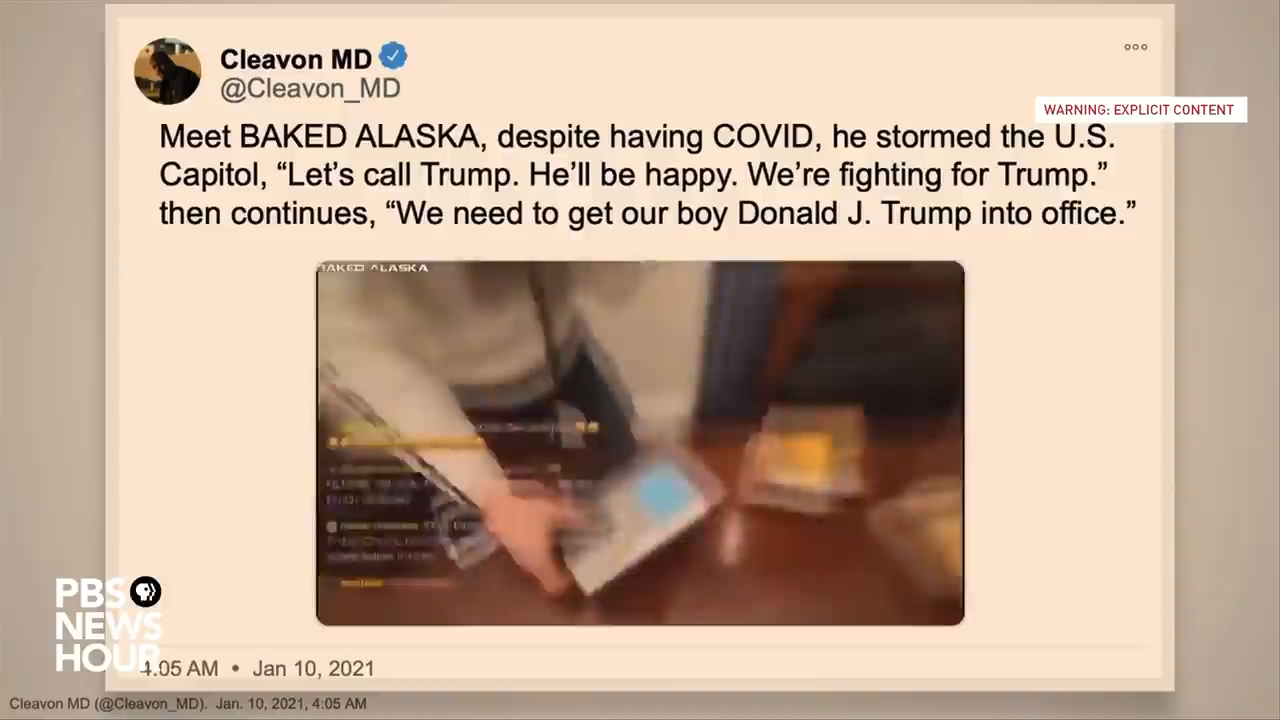 Cleavon MD
@Cleavon_MD
WARNING: EXPLICIT CONTENT
Meet BAKED ALASKA, despite having COVID, he stormed the U.S.
Capitol, “Let’s call Trump. He’ll be happy. We’re fighting for Trump.”
then continues, “We need to get our boy Donald J. Trump into office.”
BAKED ALASKA
PBS
NEWS
HOUR
4:05 AM • Jan 10, 2021
Cleavon MD (@Cleavon_MD). Jan. 10, 2021, 4:05 AM